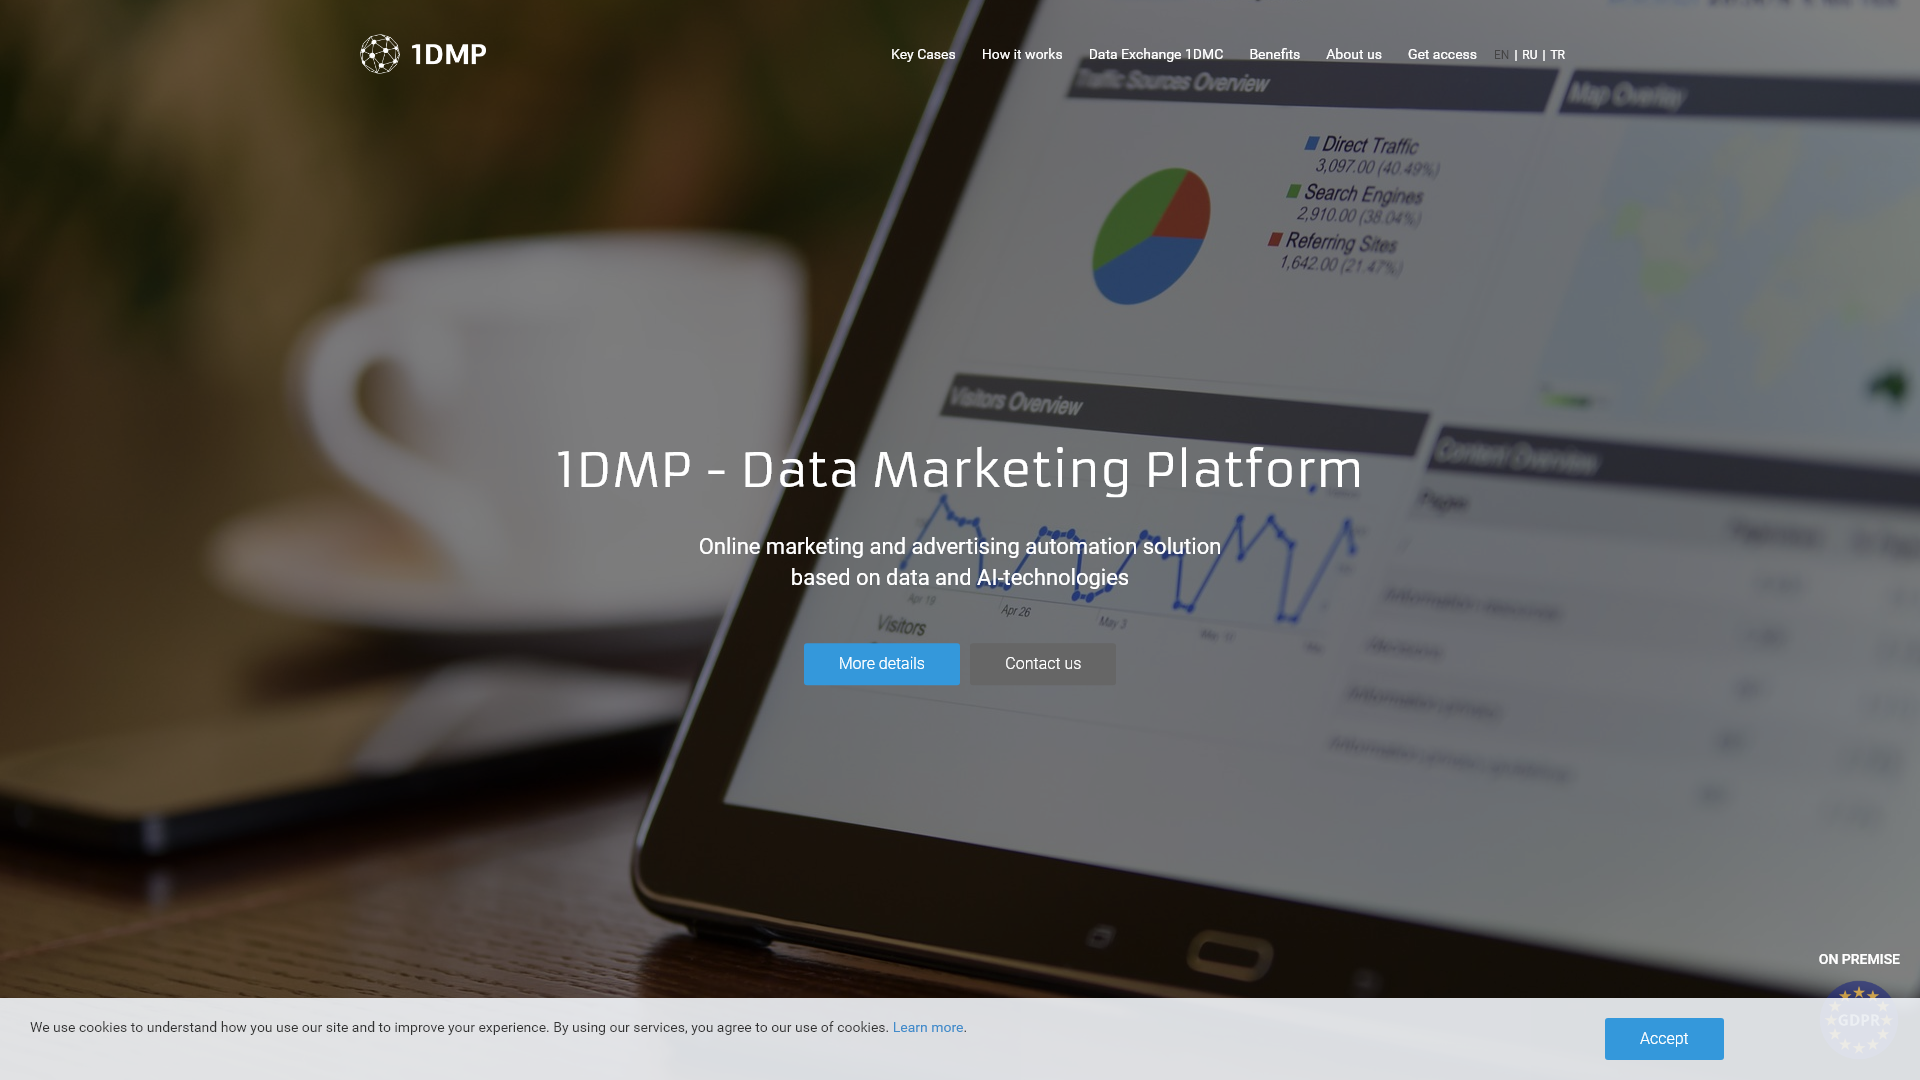 1DMP
Key Cases
How it works
Data Exchange 1DMC
Benefits
About us
Get access
EN | RU | TR
Traffic Sources Overview
Map Overlay
Direct Traffic
3,097.00 (40.49%)
Search Engines
2,910.00 (38.04%)
Referring Sites
1,642.00 (21.47%)
Visitors Overview
Content Overview
Pages
1DMP - Data Marketing Platform
Online marketing and advertising automation solution
based on data and AI-technologies
Apr 19
Apr 26
May 3
Visitors
More details
Contact us
ON PREMISE
GDPR
We use cookies to understand how you use our site and to improve your experience. By using our services, you agree to our use of cookies. Learn more.
Accept